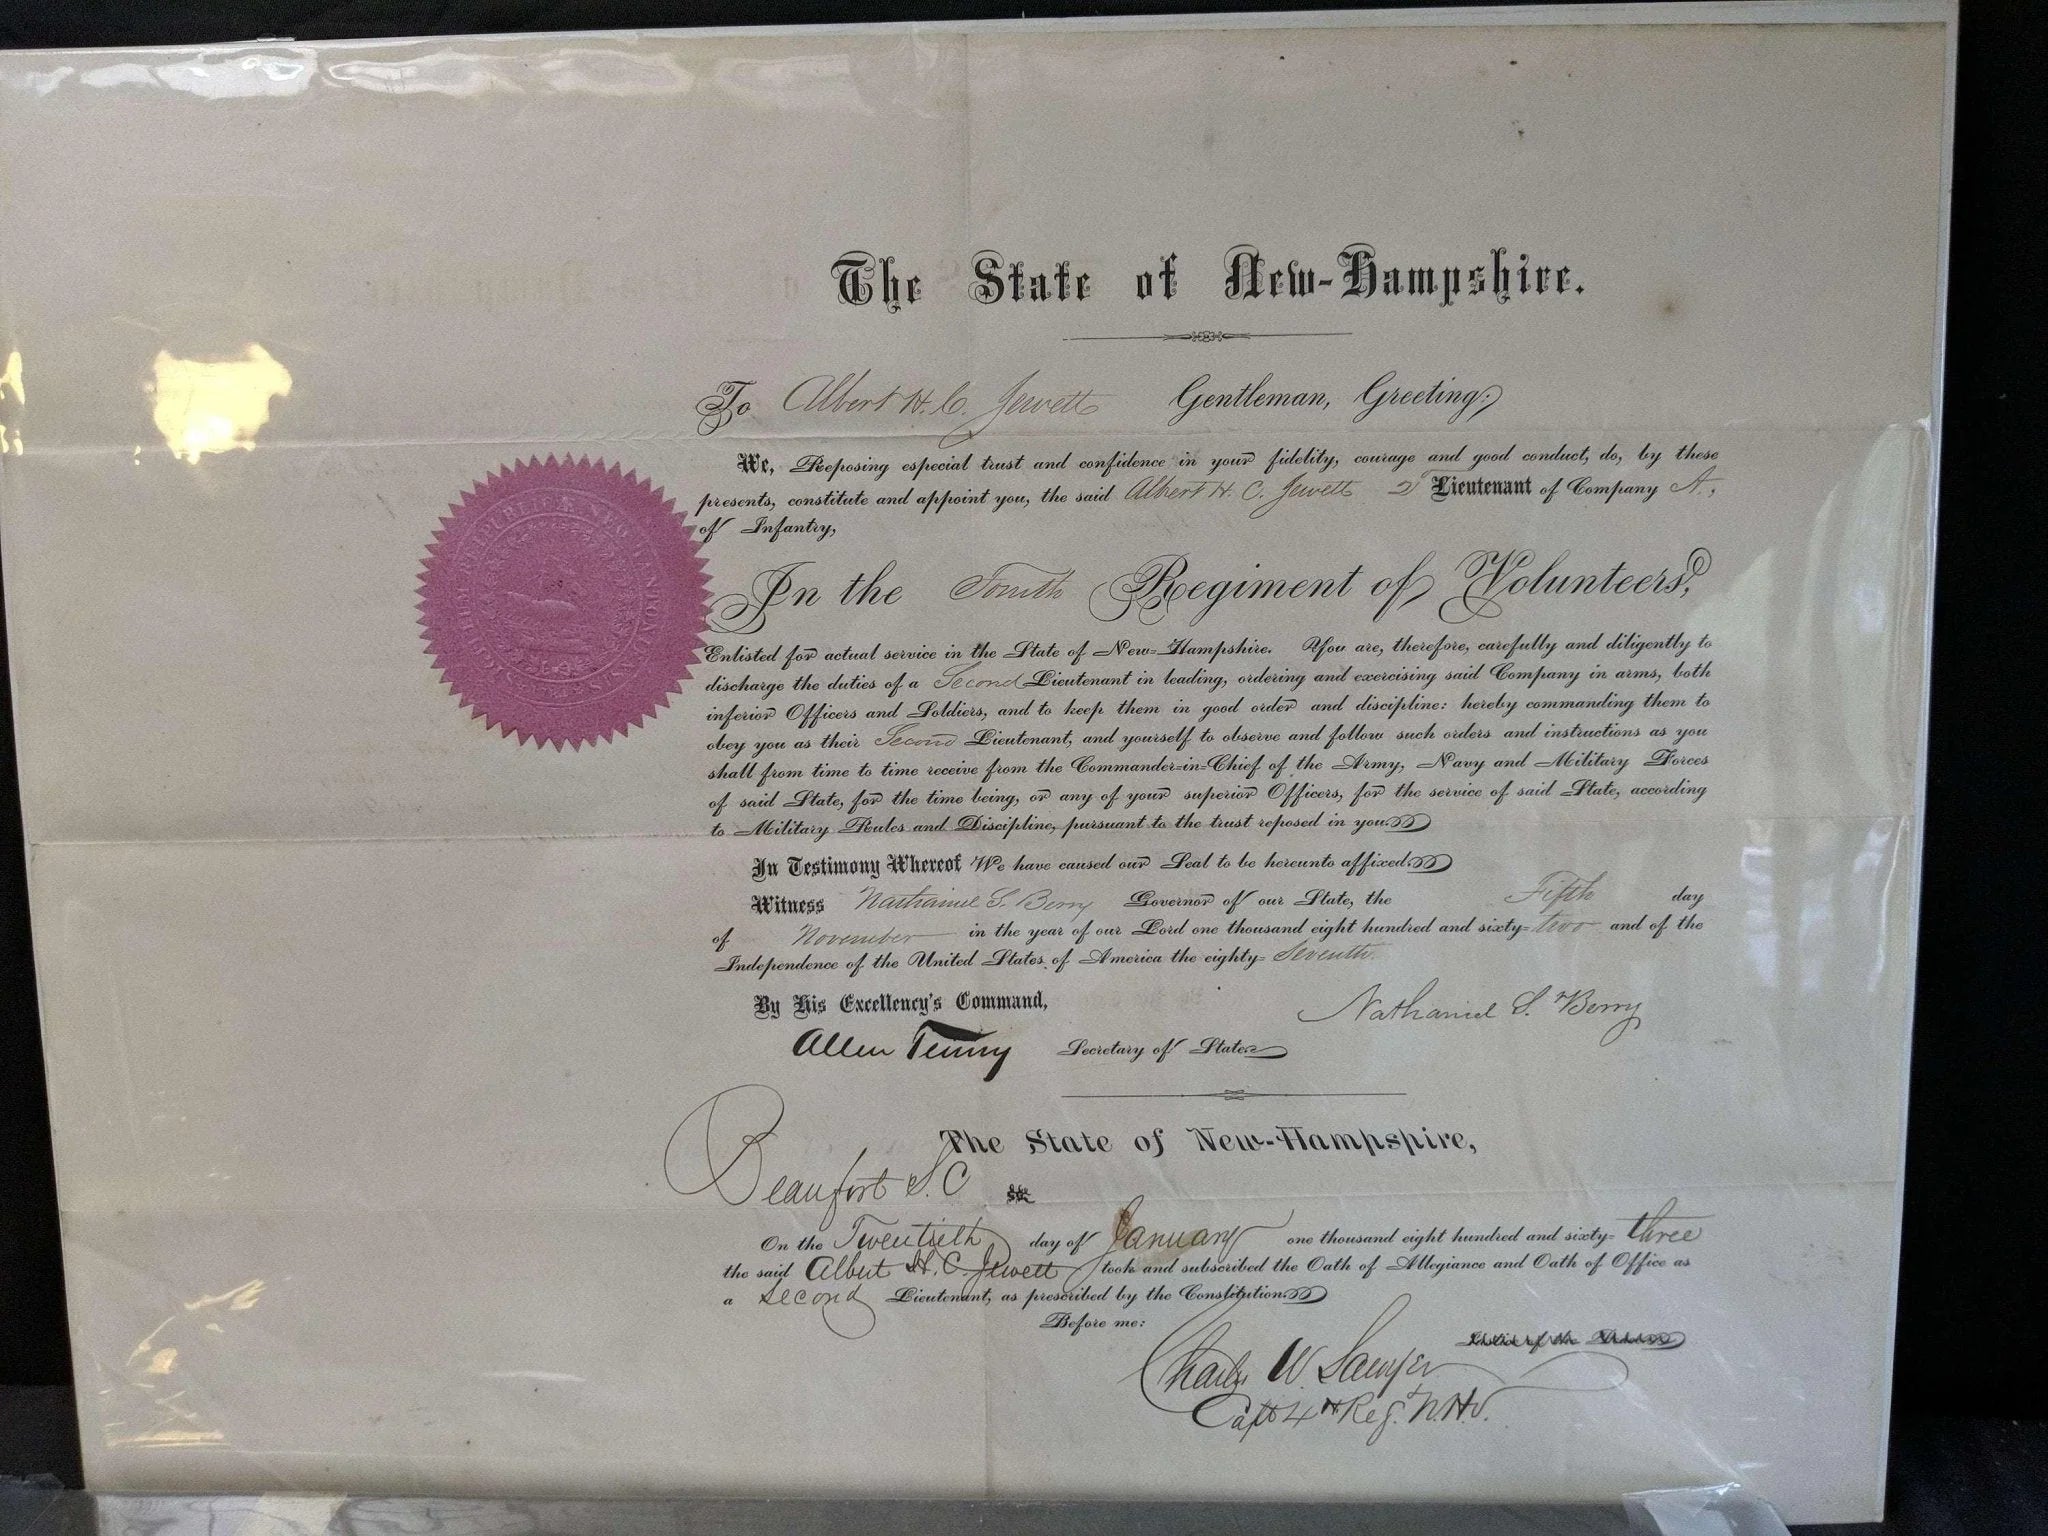 The State of New-Hampshire.
To Albert H. C. Jewett Gentleman, Greeting:
We, Reposing especial trust and confidence in your fidelity, courage and good conduct, do, by these
presents, constitute and appoint you, the said Albert H. C. Jewett 2d Lieutenant of Company A.,
of Infantry,
In the Fourth Regiment of Volunteers,
Enlisted for actual service in the State of New-Hampshire. You are, therefore, carefully and diligently to
discharge the duties of a Second Lieutenant in leading, ordering and exercising said Company in arms, both
inferior Officers and Soldiers, and to keep them in good order and discipline: hereby commanding them to
obey you as their Second Lieutenant, and yourself to observe and follow such orders and instructions as you
shall from time to time receive from the Commander-in-Chief of the Army, Navy and Military Forces
of said State, for the time being, or any of your superior Officers, for the service of said State, according
to Military Rules and Discipline, pursuant to the trust reposed in you.
In Testimony Whereof We have caused our Seal to be hereunto affixed.
Witness Nathaniel S. Berry Governor of our State, the Fifth day
of November in the year of our Lord one thousand eight hundred and sixty-two and of the
Independence of the United States of America the eighty-Seventh.
By His Excellency's Command,
Nathaniel S. Berry
Allen Tenny Secretary of State.
The State of New-Hampshire,
Beaufort S.C ss.
On the Twentieth day of January one thousand eight hundred and sixty-three
the said Albert H. C. Jewett took and subscribed the Oath of Allegiance and Oath of Office as
a Second Lieutenant, as prescribed by the Constitution.
Before me:
Charles W. Sawyer
Capt 4th Reg. N.H.V.